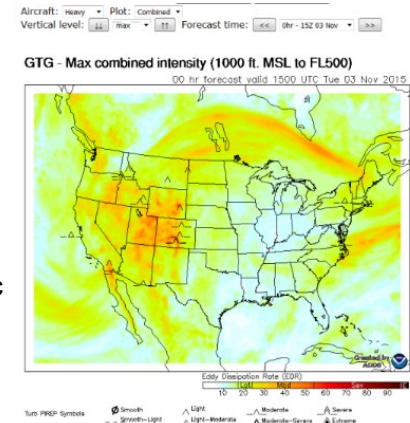 Aircraft: Heavy Plot: Combined
Vertical level: ↓↓ max ↑↑ Forecast time: << 0hr - 15Z 03 Nov >>
GTG - Max combined intensity (1000 ft. MSL to FL500)
00 hr forecast valid 1500 UTC Tue 03 Nov 2015
c
Created by
ADDS
Eddy Dissipation Rate (EDR)
10 20 30 40 50 60 70 80 90
Turb PIREP Symbols
Smooth Light Moderate Severe
Smooth-Light Light-Moderate Moderate-Severe Extreme